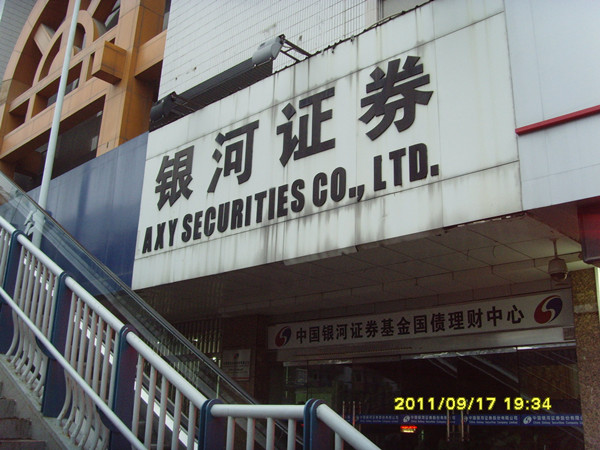 银河证券
AXY SECURITIES CO., LTD.
中国银河证券基金国债理财中心
2011/09/17 19:34